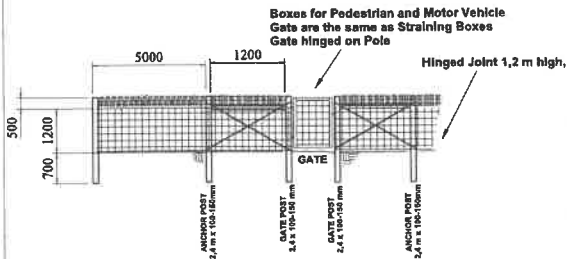 Boxes for Pedestrian and Motor Vehicle
Gate are the same as Straining Boxes
Gate hinged on Pole
Hinged Joint 1,2 m high,
5000
1200
500
1200
700
GATE
ANCHOR POST
2,4 m x 100-150mm
GATE POST
2,4 x 100-150 mm
GATE POST
2,4 x 100-150 mm
ANCHOR POST
2,4 m x 100-150mm